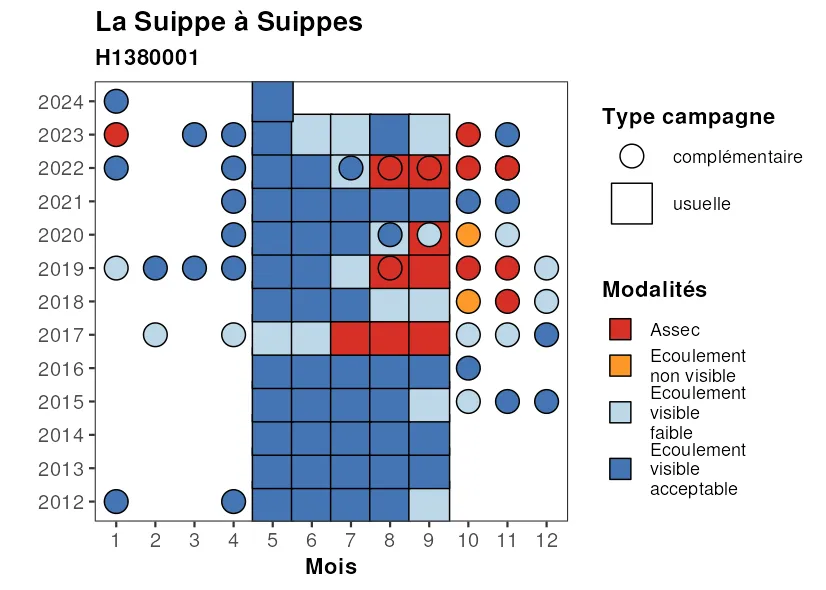 La Suippe à Suippes
H1380001
2024
2023
2022
2021
2020
2019
2018
2017
2016
2015
2014
2013
2012
1 2 3 4 5 6 7 8 9 10 11 12
Mois
Type campagne
complémentaire
usuelle
Modalités
Assec
Ecoulement
non visible
Ecoulement
visible
faible
Ecoulement
visible
acceptable